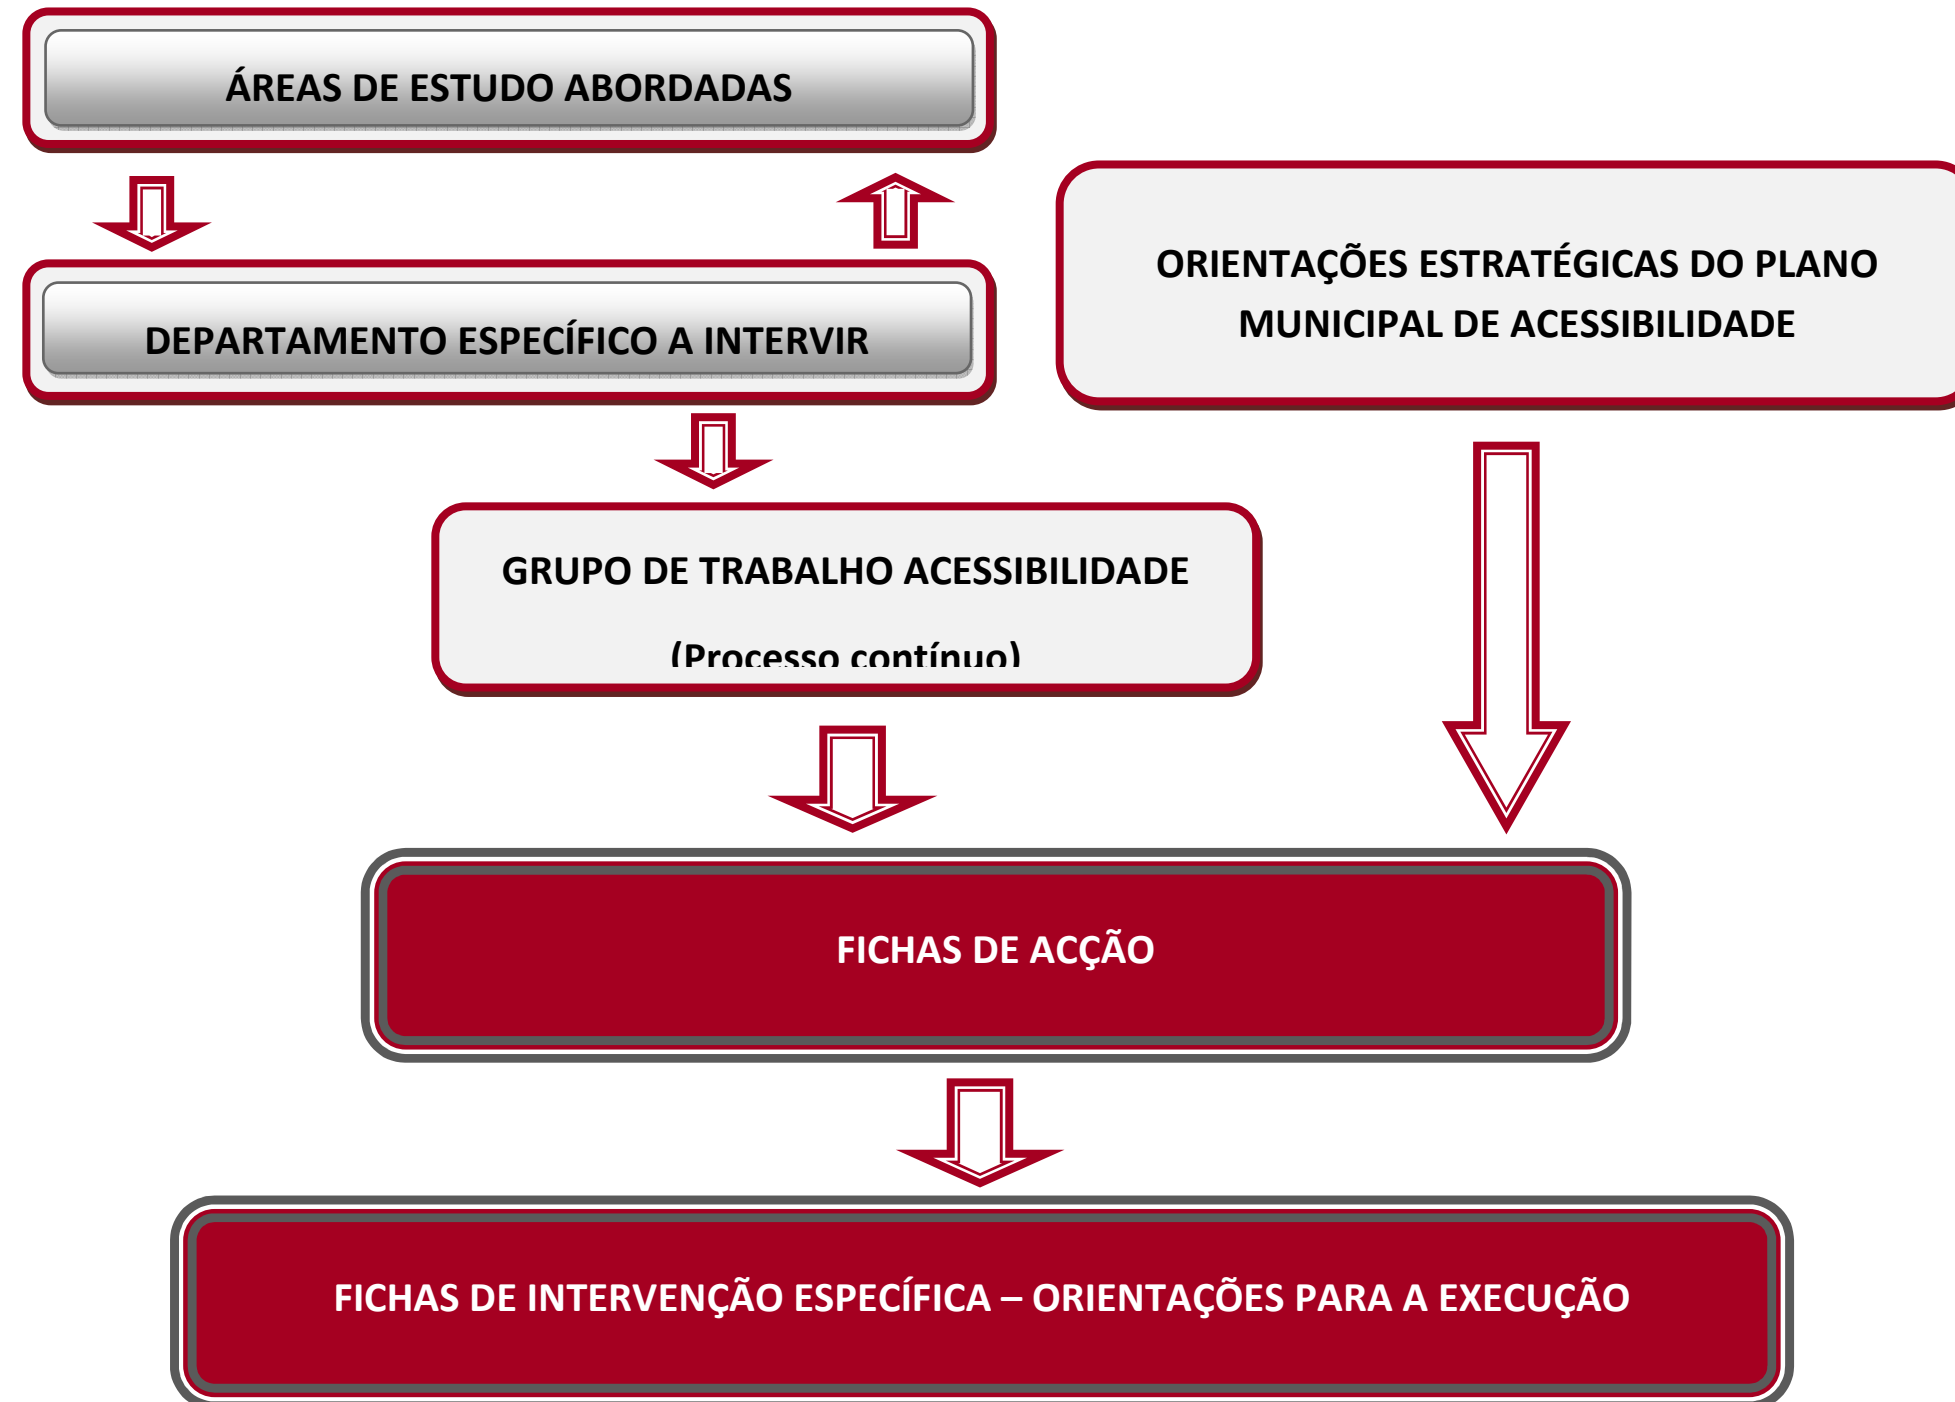 ÁREAS DE ESTUDO ABORDADAS
DEPARTAMENTO ESPECÍFICO A INTERVIR
ORIENTAÇÕES ESTRATÉGICAS DO PLANO
MUNICIPAL DE ACESSIBILIDADE
GRUPO DE TRABALHO ACESSIBILIDADE
(Processo contínuo)
FICHAS DE ACÇÃO
FICHAS DE INTERVENÇÃO ESPECÍFICA – ORIENTAÇÕES PARA A EXECUÇÃO